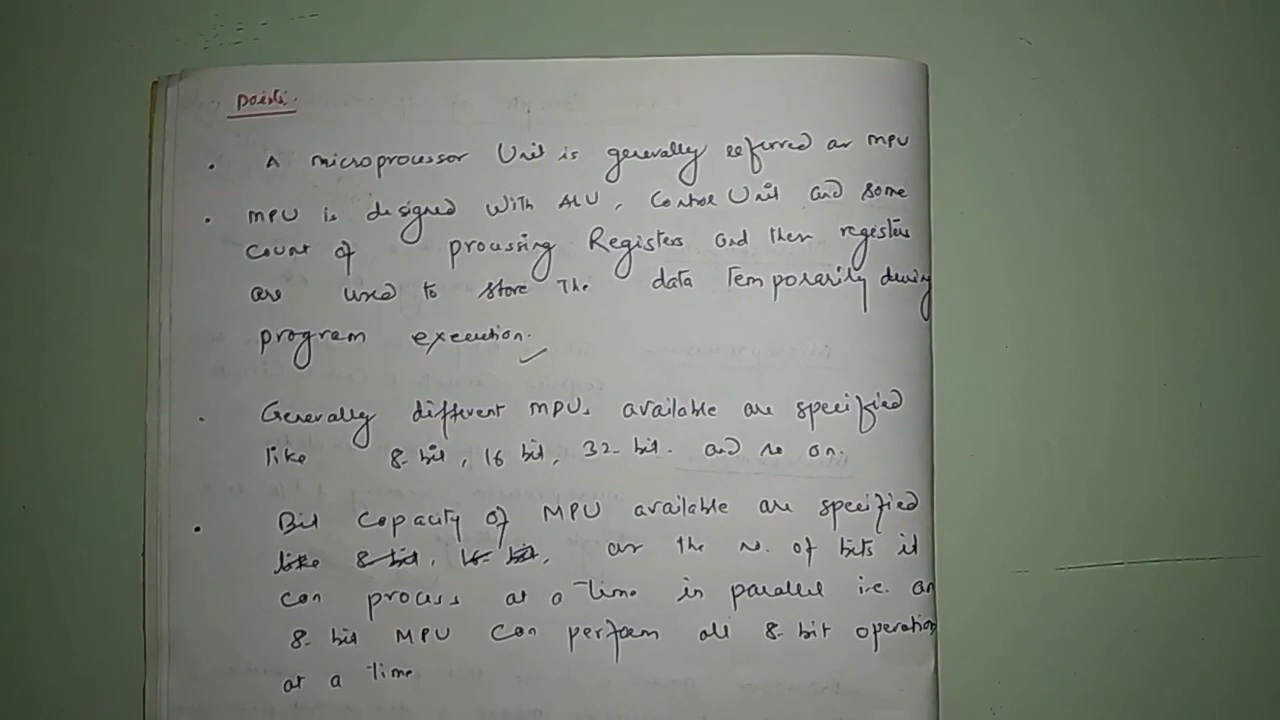 Points.
. A microprocessor Unit is generally referred as MPU
. MPU is designed with ALU, Control Unit and some
count of processing Registers and these registers
are used to store The data Temporarily during
program execution.
. Generally different MPUs available are specified
like 8-bit, 16 bit, 32-bit. and so on.
. Bit Capacity of MPU available are specified
like 8-bit, 16-bit, as the no. of bits it
can process at a time in parallel i.e. an
8-bit MPU can perform all 8-bit operation
at a time